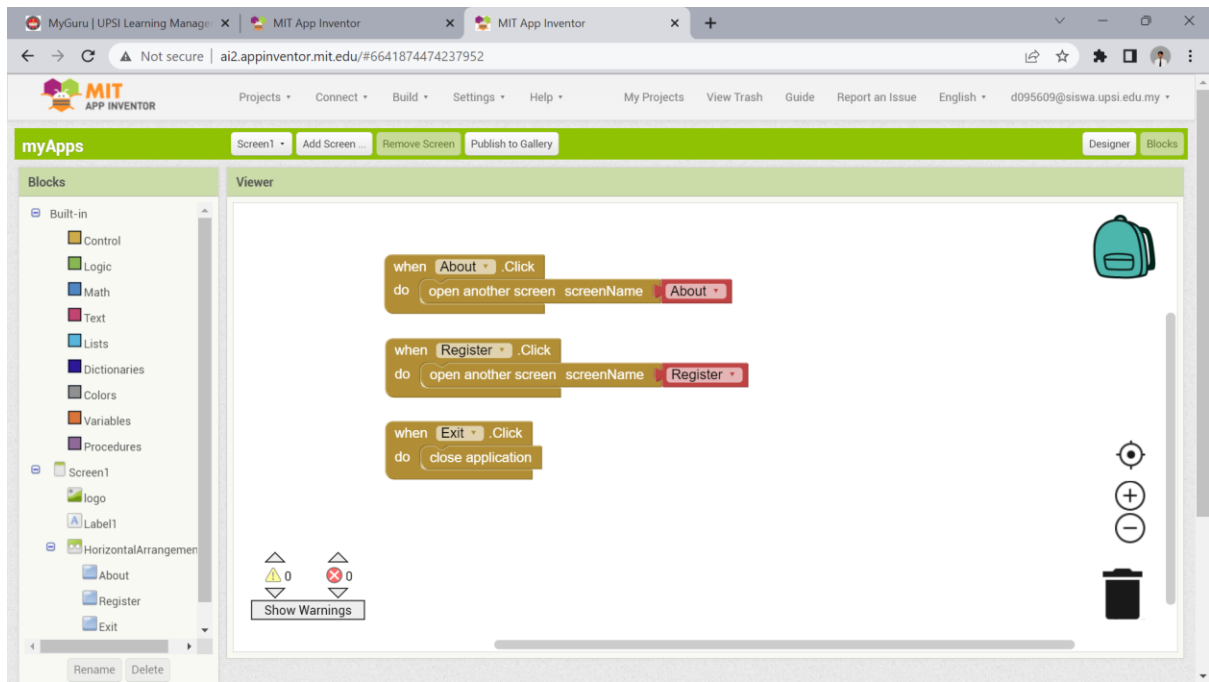 MyGuru | UPSI Learning Manage
MIT App Inventor
MIT App Inventor
Not secure | ai2.appinventor.mit.edu/#6641874474237952
MIT
APP INVENTOR
Projects Connect Build Settings Help My Projects View Trash Guide Report an Issue English d095609@siswa.upsi.edu.my
myApps
Screen1 Add Screen ... Remove Screen Publish to Gallery Designer Blocks
Blocks
Viewer
Built-in
Control
Logic
Math
Text
Lists
Dictionaries
Colors
Variables
Procedures
Screen1
logo
Label1
HorizontalArrangemen
About
Register
Exit
Rename Delete
when About .Click
do open another screen screenName About
when Register .Click
do open another screen screenName Register
when Exit .Click
do close application
0 0
Show Warnings